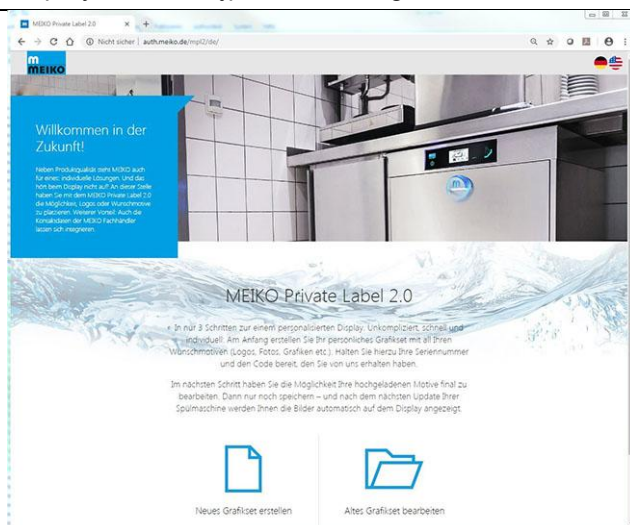 MEIKO Private Label 2.0
Nicht sicher | auth.meiko.de/mpl2/de/
m
MEIKO
Willkommen in der
Zukunft!
Neben Produktqualität steht MEIKO auch
für eines: individuelle Lösungen. Und das
hört beim Display nicht auf! An dieser Stelle
haben Sie mit dem MEIKO Private Label 2.0
die Möglichkeit, Logos oder Wunschmotive
zu platzieren. Weiterer Vorteil: Auch die
Kontaktdaten der MEIKO Fachhändler
lassen sich integrieren.
MEIKO Private Label 2.0
In nur 3 Schritten zur einem personalisierten Display. Unkompliziert, schnell und
individuell: Am Anfang erstellen Sie Ihr persönliches Grafikset mit all Ihren
Wunschmotiven (Logos, Fotos, Grafiken etc.). Halten Sie hierzu Ihre Seriennummer
und den Code bereit, den Sie von uns erhalten haben.
Im nächsten Schritt haben Sie die Möglichkeit Ihre hochgeladenen Motive final zu
bearbeiten. Dann nur noch speichern – und nach dem nächsten Update Ihrer
Spülmaschine werden Ihnen die Bilder automatisch auf dem Display angezeigt.
Neues Grafikset erstellen
Altes Grafikset bearbeiten